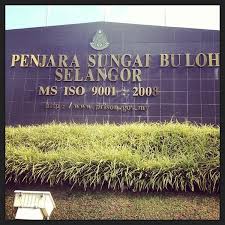 PENJARA SUNGAI BULOH
SELANGOR
MS ISO 9001 : 2008